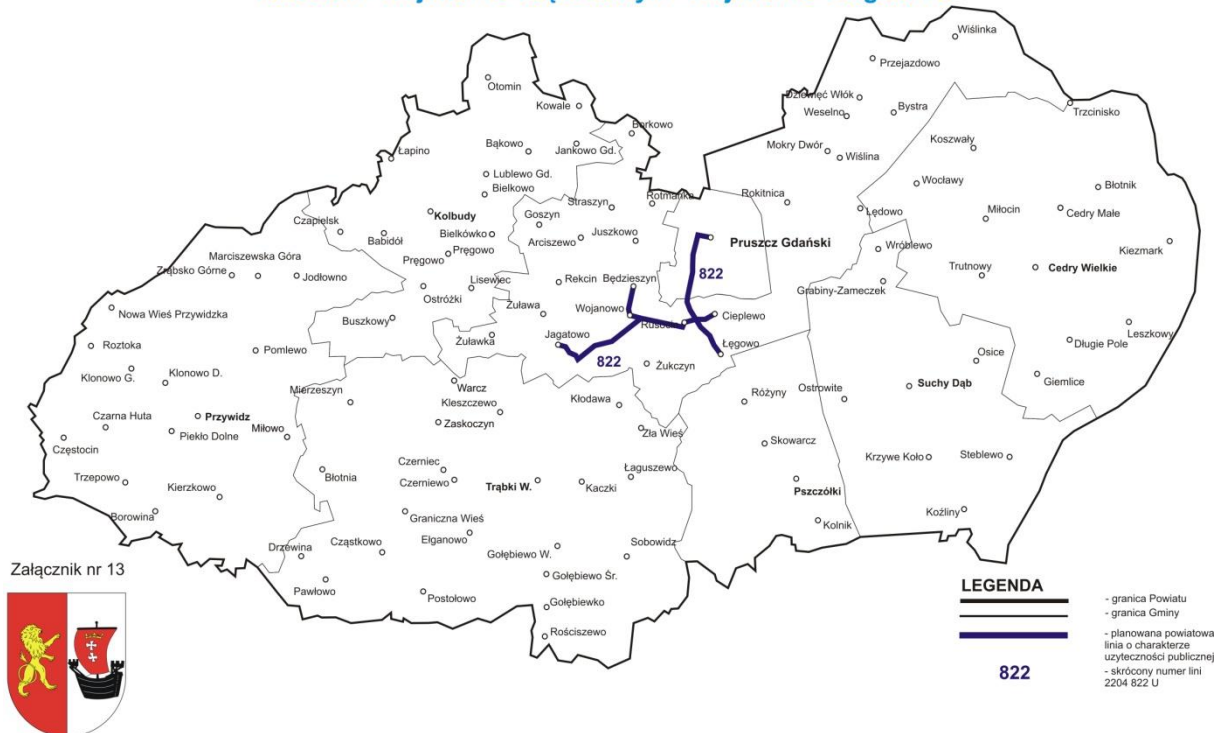 Wiślinka
Przejazdowo
Otomin
Dziewięć Włók
Kowale
Bystra
Trzcinisko
Weselno
Borkowo
Koszwały
Bąkowo
Jankowo Gd.
Mokry Dwór
Wiślina
Łapino
Lublewo Gd.
Wocławy
Błotnik
Bielkowo
Rotmanka
Rokitnica
Straszyn
Kolbudy
Goszyn
Lędowo
Miłocin
Cedry Małe
Czapielsk
Babidół
Bielkówko
Arciszewo
Juszkowo
Pruszcz Gdański
Kiezmark
Wróblewo
Pręgowo
Marciszewska Góra
Pręgowo
Zrąbsko Górne
Jodłowno
Lisewiec
Rekcin
Będzieszyn
822
Trutnowy
Cedry Wielkie
Grabiny-Zameczek
Ostróżki
Nowa Wieś Przywidzka
Żuława
Wojanowo
Cieplewo
Buszkowy
Leszkowy
Roztoka
Żuławka
Jagatowo
Łęgowo
Długie Pole
Pomlewo
822
Żukczyn
Osice
Klonowo G.
Klonowo D.
Giemlice
Mierzeszyn
Warcz
Suchy Dąb
Kleszczewo
Kłodawa
Różyny
Ostrowite
Czarna Huta
Przywidz
Zaskoczyn
Piekło Dolne
Miłowo
Zła Wieś
Częstocin
Skowarcz
Krzywe Koło
Steblewo
Czerniec
Błotnia
Łaguszewo
Trzepowo
Kierzkowo
Czerniewo
Trąbki W.
Kaczki
Pszczółki
Borowina
Graniczna Wieś
Koźliny
Kolnik
Ełganowo
Cząstkowo
Drzewina
Gołębiewo W.
Sobowidz
Załącznik nr 13
Gołębiewo Śr.
Pawłowo
Postołowo
Gołębiewko
Rościszewo
LEGENDA
- granica Powiatu
- granica Gminy
- planowana powiatowa
linia o charakterze
uzyteczności publicznej
822
- skrócony numer lini
2204 822 U